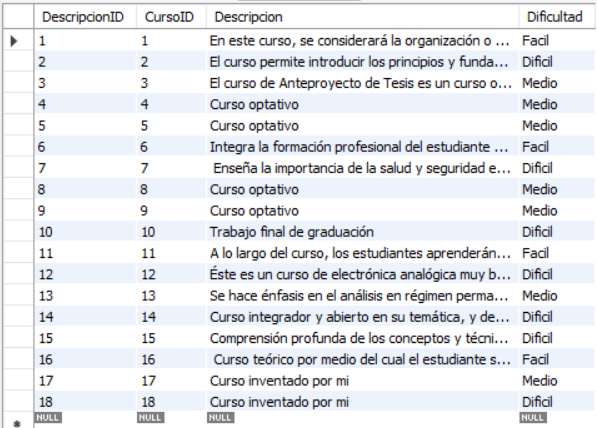 DescripcionID CursoID Descripcion Dificultad
1 1 En este curso, se considerará la organización o ... Facil
2 2 El curso permite introducir los principios y funda... Dificil
3 3 El curso de Anteproyecto de Tesis es un curso o... Medio
4 4 Curso optativo Medio
5 5 Curso optativo Medio
6 6 Integra la formación profesional del estudiante ... Facil
7 7 Enseña la importancia de la salud y seguridad e... Dificil
8 8 Curso optativo Medio
9 9 Curso optativo Medio
10 10 Trabajo final de graduación Dificil
11 11 A lo largo del curso, los estudiantes aprenderán... Facil
12 12 Éste es un curso de electrónica analógica muy b... Dificil
13 13 Se hace énfasis en el análisis en régimen perma... Medio
14 14 Curso integrador y abierto en su temática, y de... Dificil
15 15 Comprensión profunda de los conceptos y técni... Dificil
16 16 Curso teórico por medio del cual el estudiante s... Facil
17 17 Curso inventado por mi Medio
18 18 Curso inventado por mi Dificil
NULL NULL NULL NULL